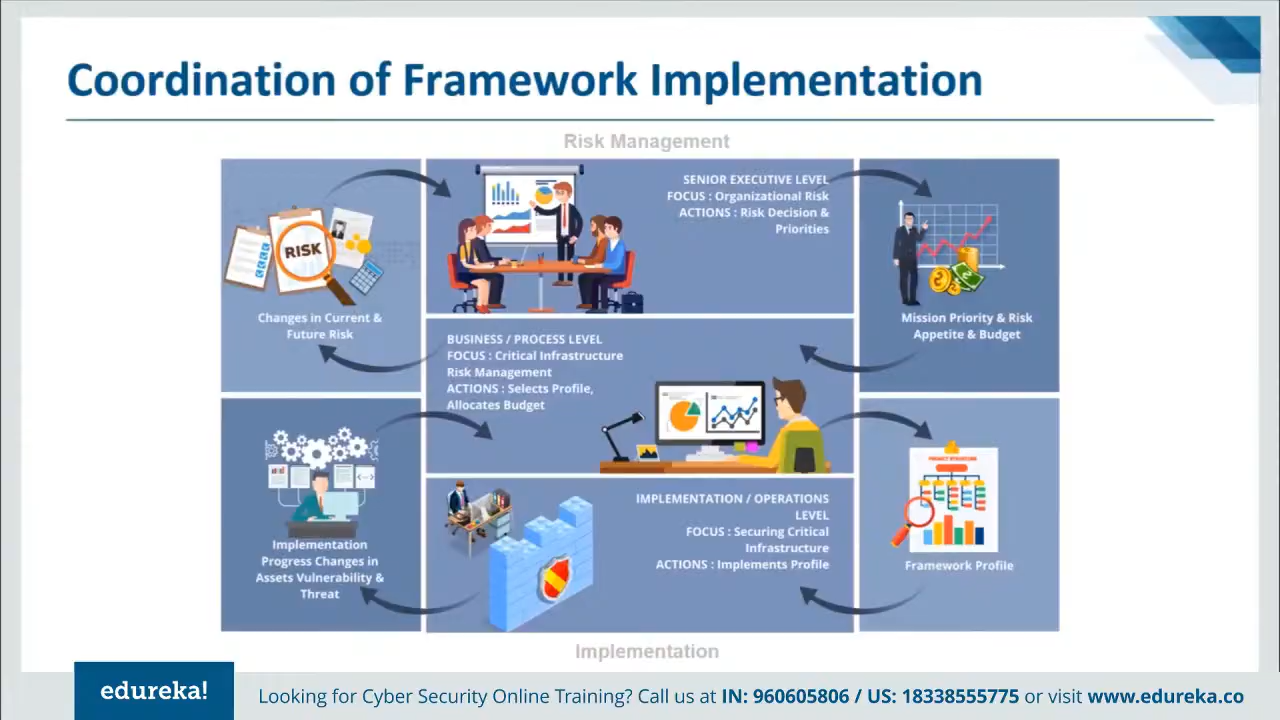 Coordination of Framework Implementation
Risk Management
RISK
Changes in Current &
Future Risk
SENIOR EXECUTIVE LEVEL
FOCUS : Organizational Risk
ACTIONS : Risk Decision &
Priorities
Mission Priority & Risk
Appetite & Budget
BUSINESS / PROCESS LEVEL
FOCUS : Critical Infrastructure
Risk Management
ACTIONS : Selects Profile,
Allocates Budget
Implementation
Progress Changes in
Assets Vulnerability &
Threat
IMPLEMENTATION / OPERATIONS
LEVEL
FOCUS : Securing Critical
Infrastructure
ACTIONS : Implements Profile
Framework Profile
Implementation
edureka!
Looking for Cyber Security Online Training? Call us at IN: 960605806 / US: 18338555775 or visit www.edureka.co